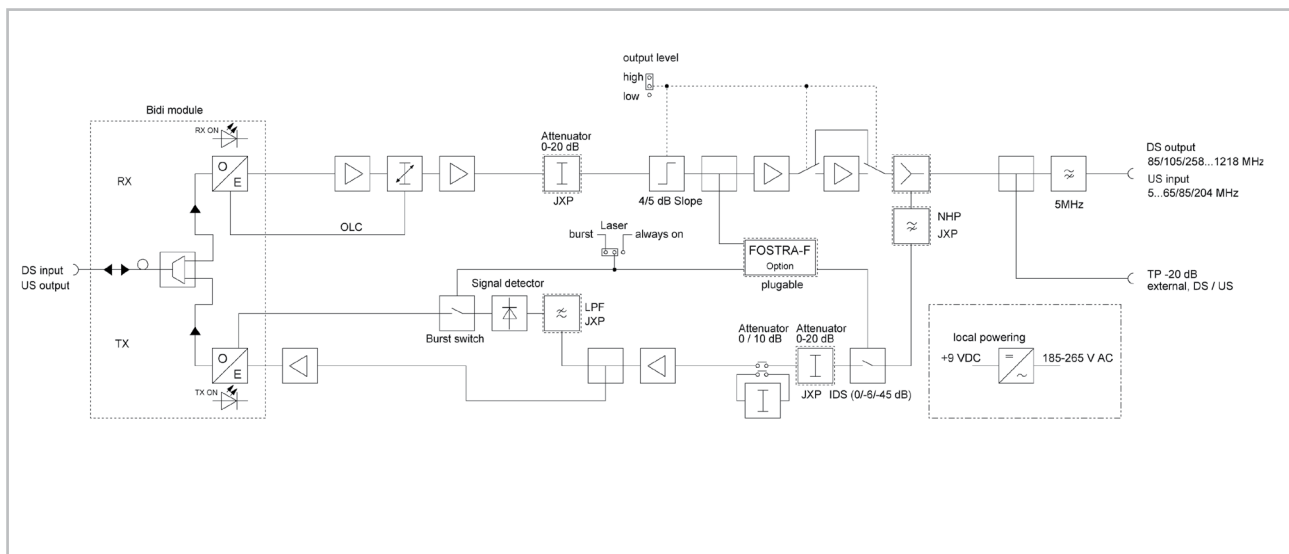 output level
high
low
Bidi module
RX ON
RX
O
E
Attenuator
0-20 dB
JXP
4/5 dB Slope
DS output
85/105/258...1218 MHz
US input
5...65/85/204 MHz
5MHz
OLC
NHP
JXP
Laser
burst
always on
FOSTRA-F
Option
plugable
DS input
US output
TP -20 dB
external, DS / US
Signal detector
LPF
JXP
Burst switch
TX
O
E
TX ON
Attenuator
0 / 10 dB
Attenuator
0-20 dB
JXP
IDS (0/-6/-45 dB)
local powering
+9 VDC
185-265 V AC